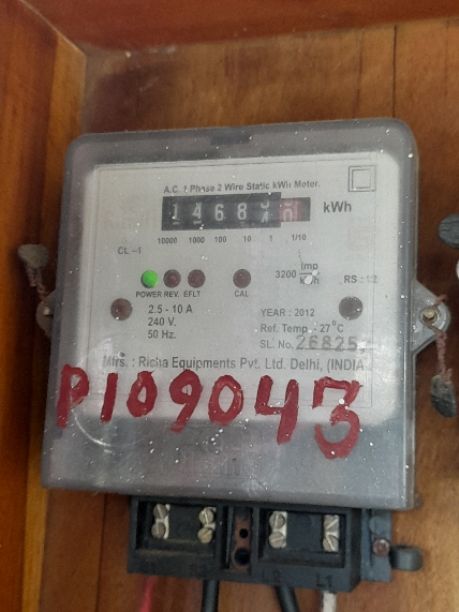 A.C. 1 Phase 2 Wire Static kWh Meter.
1468
kWh
10000 1000 100 10 1 1/10
CL -1
3200 Imp
kWh
RS : 12
POWER REV. EFLT CAL
2.5 - 10 A
240 V.
50 Hz.
YEAR : 2012
Ref. Temp. - 27°C
SL. No. 26825
Mfrs. : Richa Equipments Pvt. Ltd. Delhi, (INDIA
P109043
L1